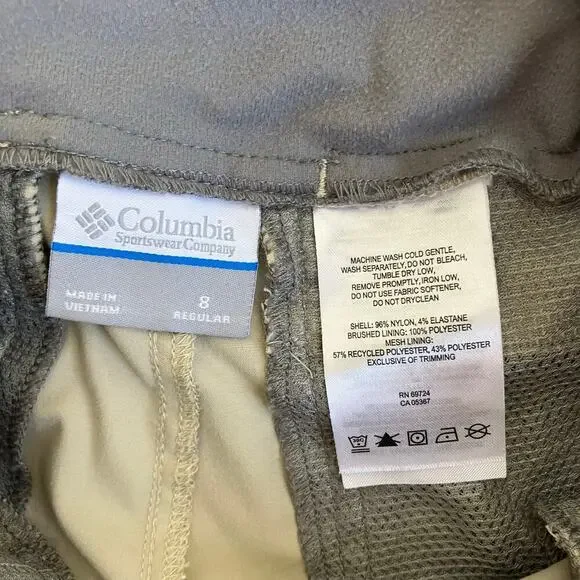 Columbia
Sportswear Company
MADE IN
VIETNAM
8
REGULAR
MACHINE WASH COLD GENTLE,
WASH SEPARATELY, DO NOT BLEACH,
TUMBLE DRY LOW,
REMOVE PROMPTLY, IRON LOW,
DO NOT USE FABRIC SOFTENER,
DO NOT DRYCLEAN
SHELL: 96% NYLON, 4% ELASTANE
BRUSHED LINING: 100% POLYESTER
MESH LINING:
57% RECYCLED POLYESTER, 43% POLYESTER
EXCLUSIVE OF TRIMMING
RN 69724
CA 05367